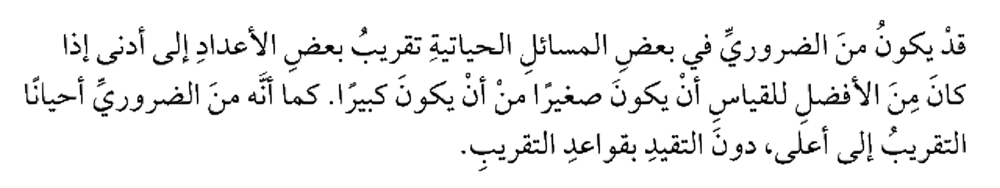 قدْ يكونُ منَ الضروريِّ في بعضِ المسائلِ الحياتيةِ تقريبُ بعضِ الأعدادِ إلى أدنى إذا
كانَ مِنَ الأفضلِ للقياسِ أنْ يكونَ صغيرًا منْ أنْ يكونَ كبيرًا. كما أنَّه منَ الضروريِّ أحيانًا
التقريبُ إلى أعلَى، دونَ التقيدِ بقواعدِ التقريبِ.